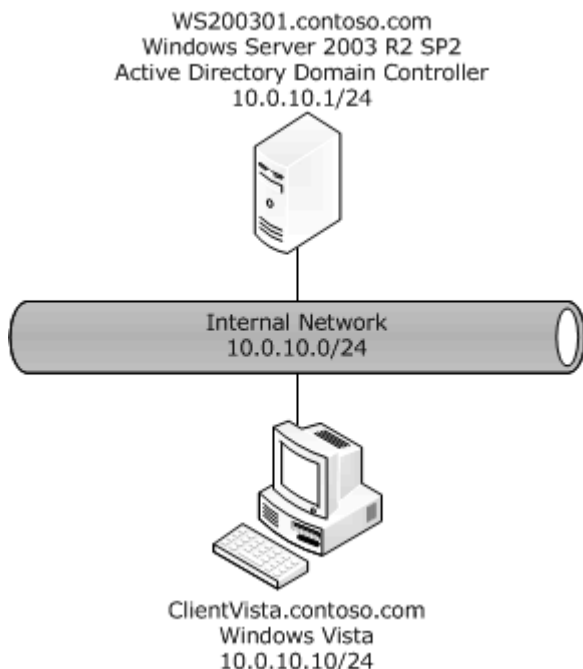 WS200301.contoso.com
Windows Server 2003 R2 SP2
Active Directory Domain Controller
10.0.10.1/24
Internal Network
10.0.10.0/24
ClientVista.contoso.com
Windows Vista
10.0.10.10/24